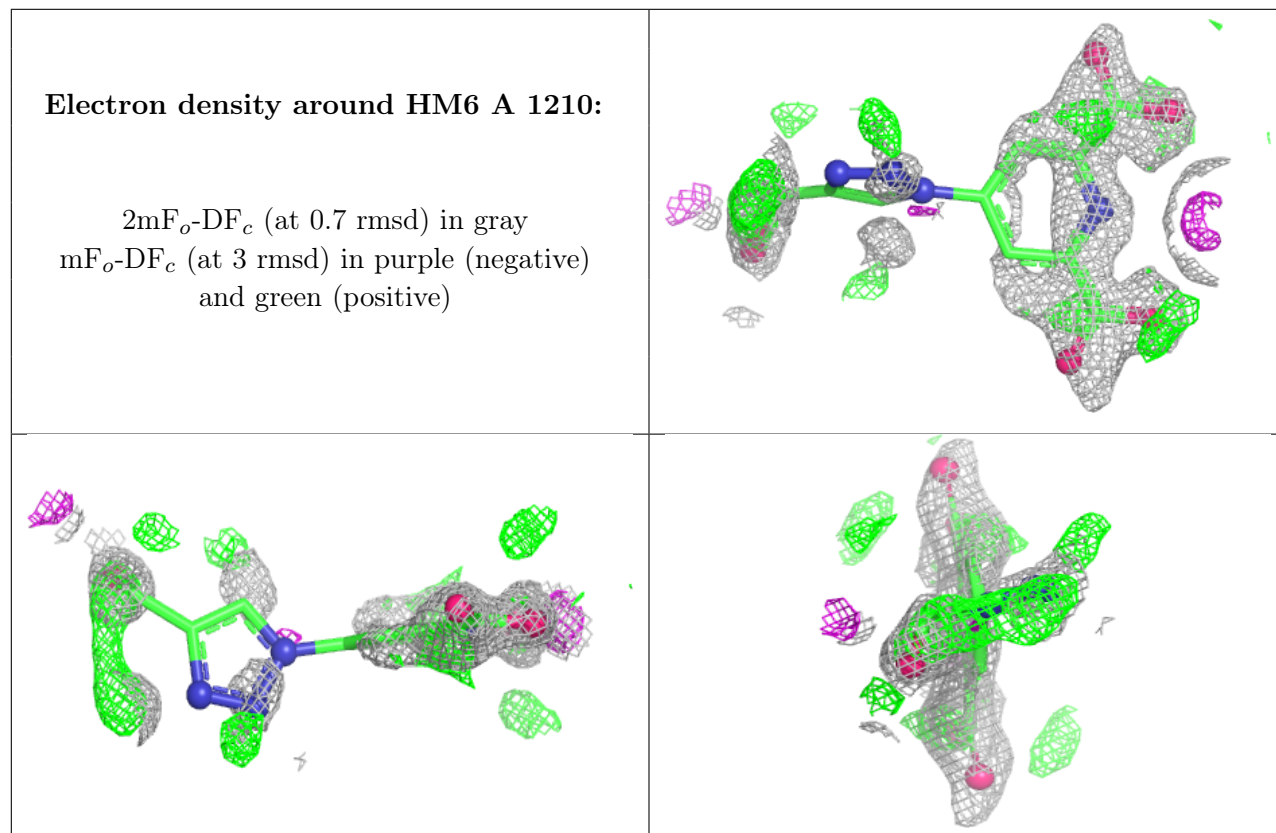 Electron density around HM6 A 1210:
2mFo-DFc (at 0.7 rmsd) in gray
mFo-DFc (at 3 rmsd) in purple (negative)
and green (positive)